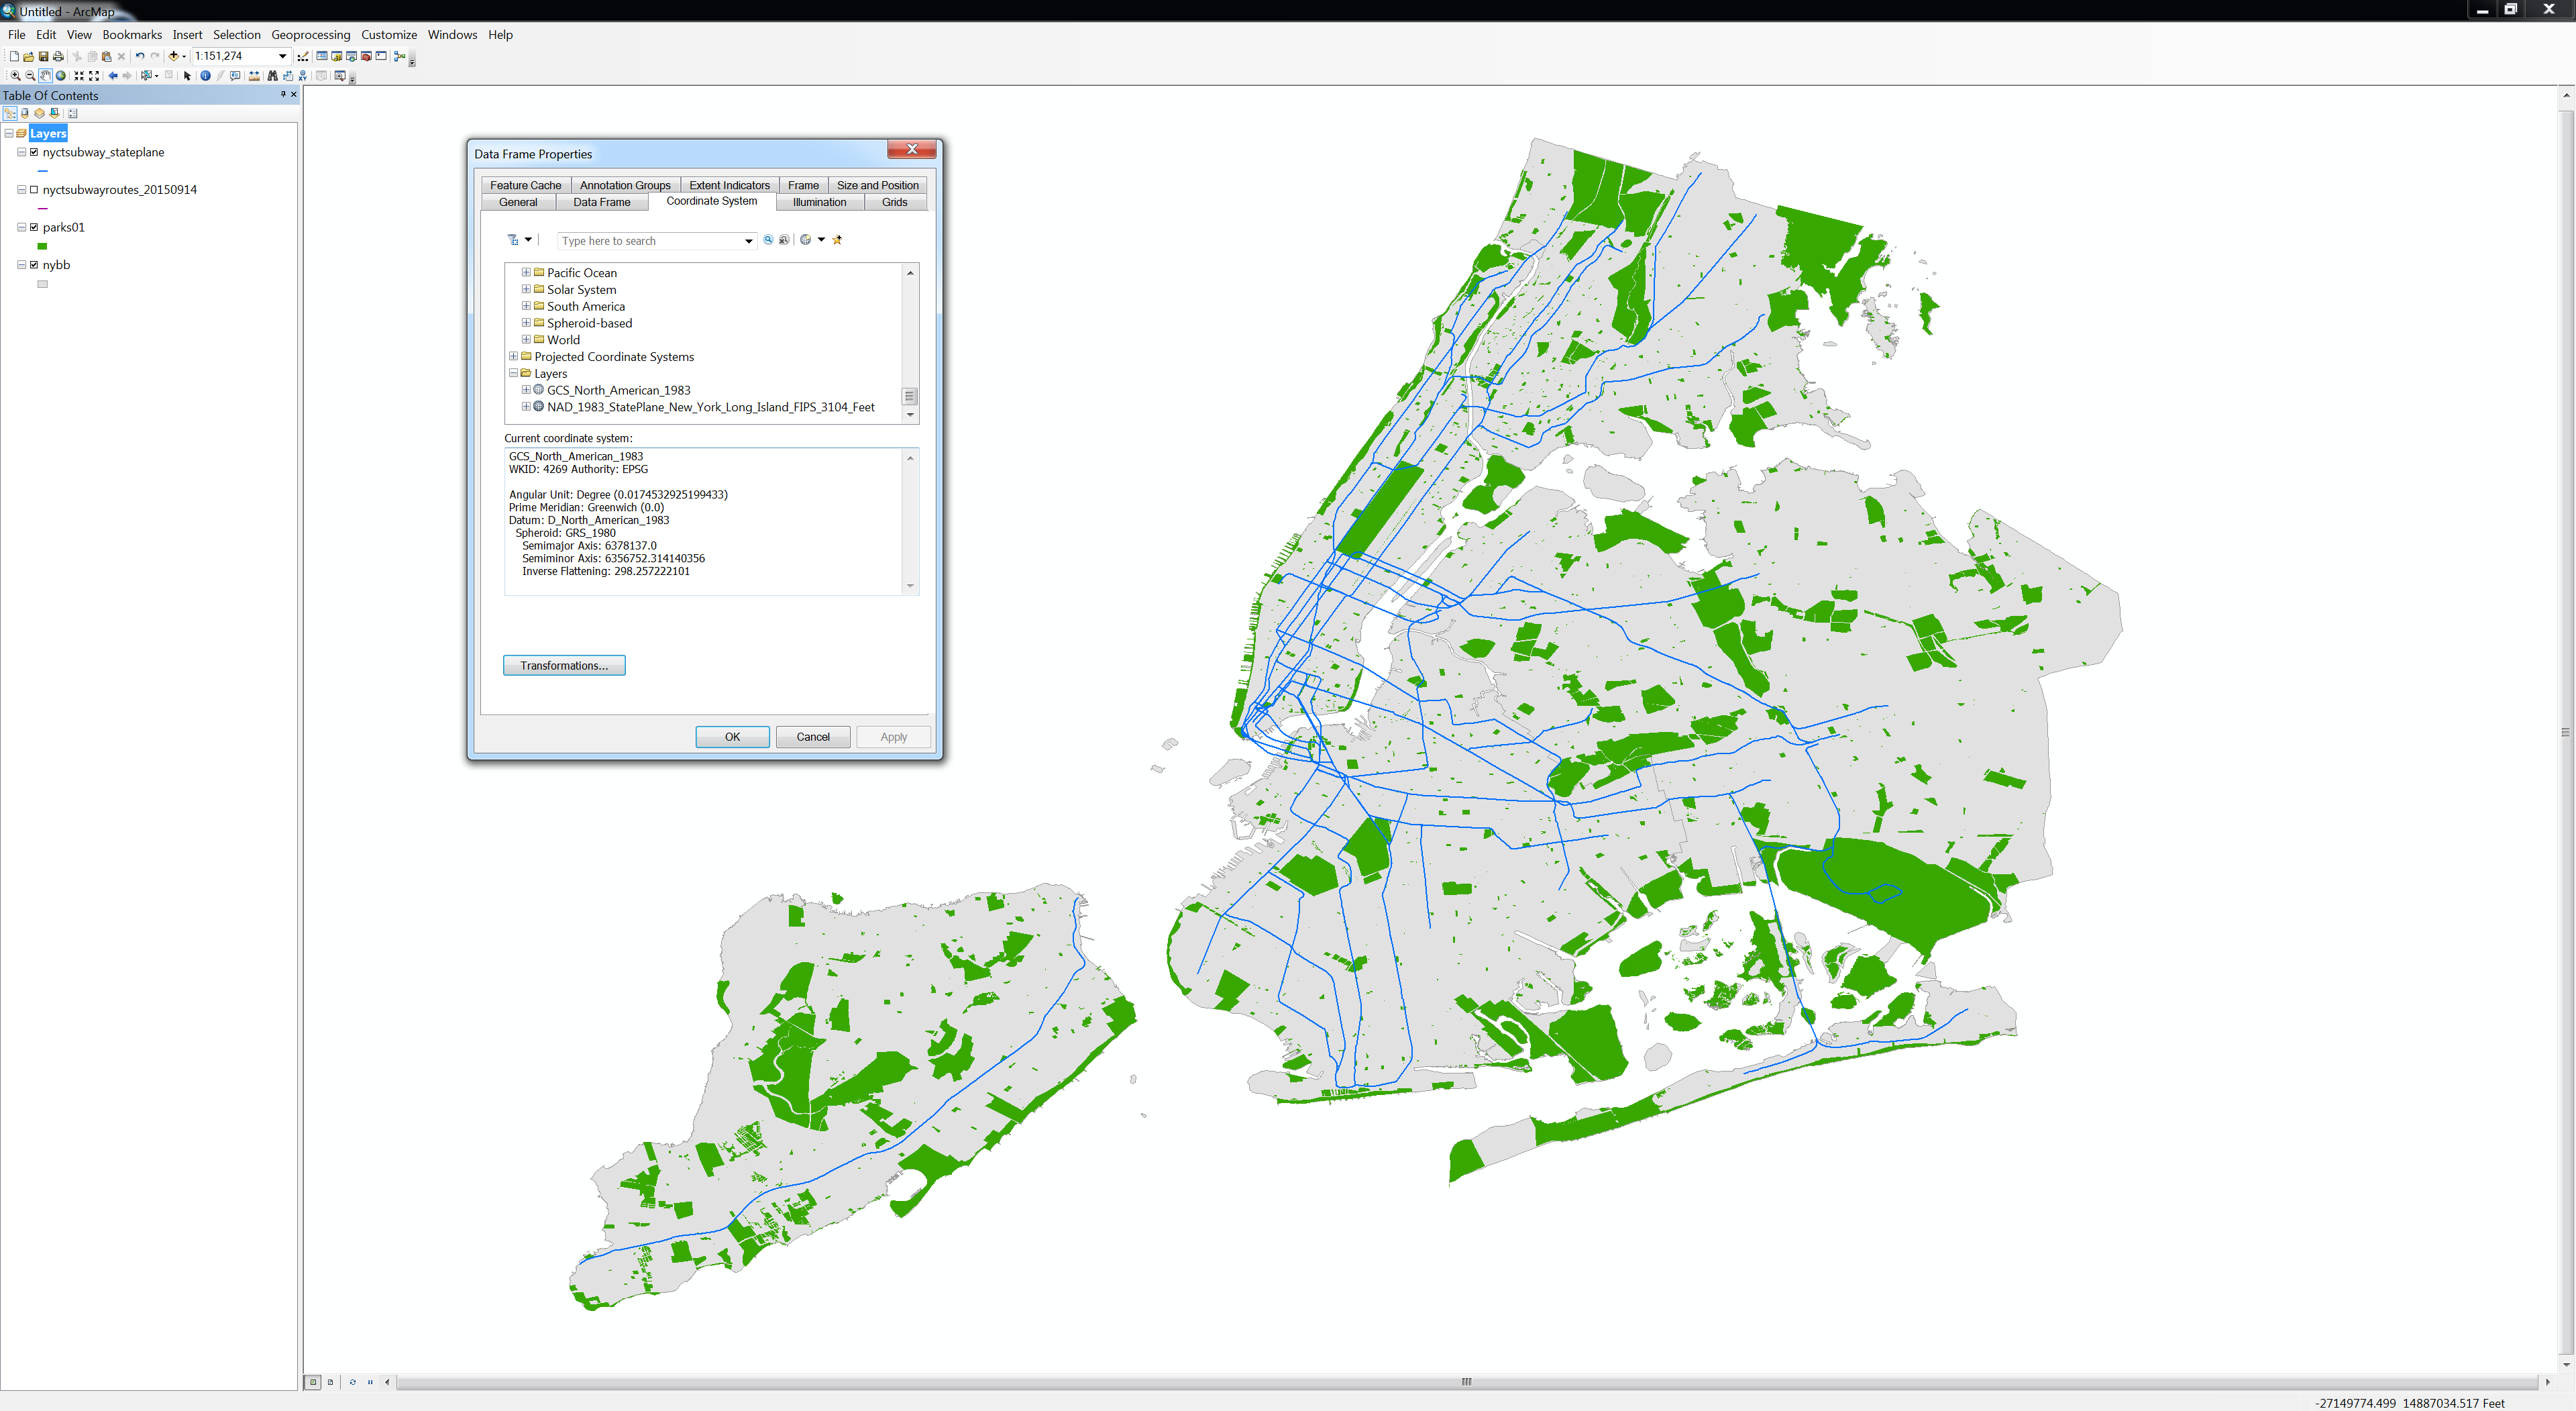 Untitled - ArcMap
File Edit View Bookmarks Insert Selection Geoprocessing Customize Windows Help
1:151,274
Table Of Contents
Layers
nyctsubway_stateplane
nyctsubwayroutes_20150914
parks01
nybb
Data Frame Properties
Feature Cache Annotation Groups Extent Indicators Frame Size and Position
General Data Frame Coordinate System Illumination Grids
Type here to search
Pacific Ocean
Solar System
South America
Spheroid-based
World
Projected Coordinate Systems
Layers
GCS_North_American_1983
NAD_1983_StatePlane_New_York_Long_Island_FIPS_3104_Feet
Current coordinate system:
GCS_North_American_1983
WKID: 4269 Authority: EPSG
Angular Unit: Degree (0.0174532925199433)
Prime Meridian: Greenwich (0.0)
Datum: D_North_American_1983
Spheroid: GRS_1980
Semimajor Axis: 6378137.0
Semiminor Axis: 6356752.314140356
Inverse Flattening: 298.257222101
Transformations...
OK Cancel Apply
-27149774.499 14887034.517 Feet